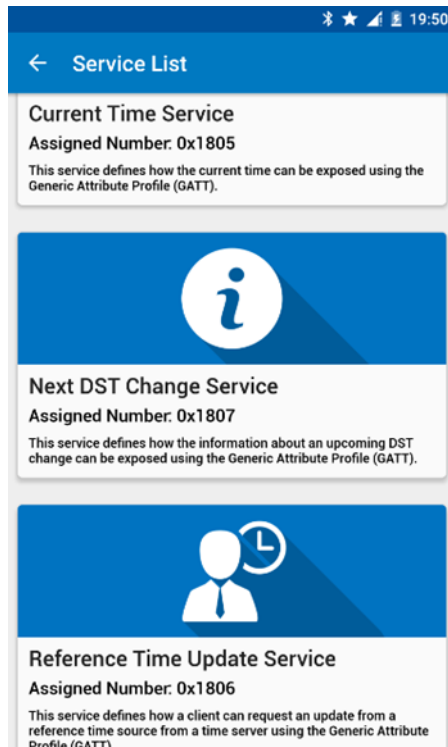 19:50
Service List
Current Time Service
Assigned Number: 0x1805
This service defines how the current time can be exposed using the
Generic Attribute Profile (GATT).
i
Next DST Change Service
Assigned Number: 0x1807
This service defines how the information about an upcoming DST
change can be exposed using the Generic Attribute Profile (GATT).
Reference Time Update Service
Assigned Number: 0x1806
This service defines how a client can request an update from a
reference time source from a time server using the Generic Attribute
Profile (GATT)